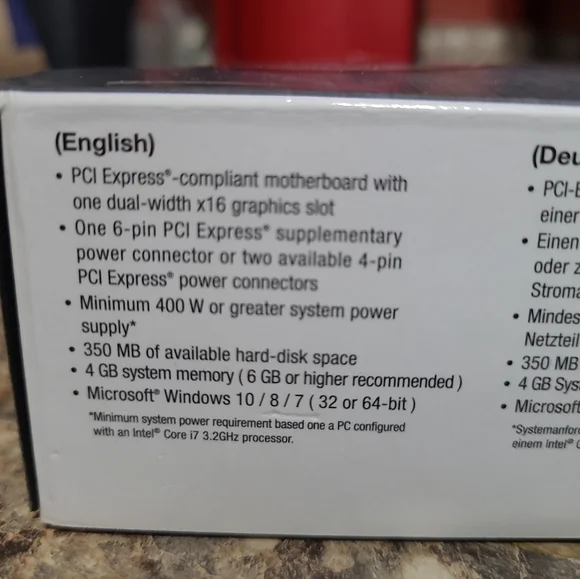 (English)
• PCI Express®-compliant motherboard with
one dual-width x16 graphics slot
• One 6-pin PCI Express® supplementary
power connector or two available 4-pin
PCI Express® power connectors
• Minimum 400 W or greater system power
supply*
• 350 MB of available hard-disk space
• 4 GB system memory ( 6 GB or higher recommended )
• Microsoft® Windows 10 / 8 / 7 ( 32 or 64-bit )
*Minimum system power requirement based one a PC configured
with an Intel® Core i7 3.2GHz processor.
(Deu
• PCI-E
einer
• Einen
oder z
Stroma
• Mindes
Netzteil
• 350 MB
• 4 GB Sys
• Microsoft
*Systemanfor
einem Intel®